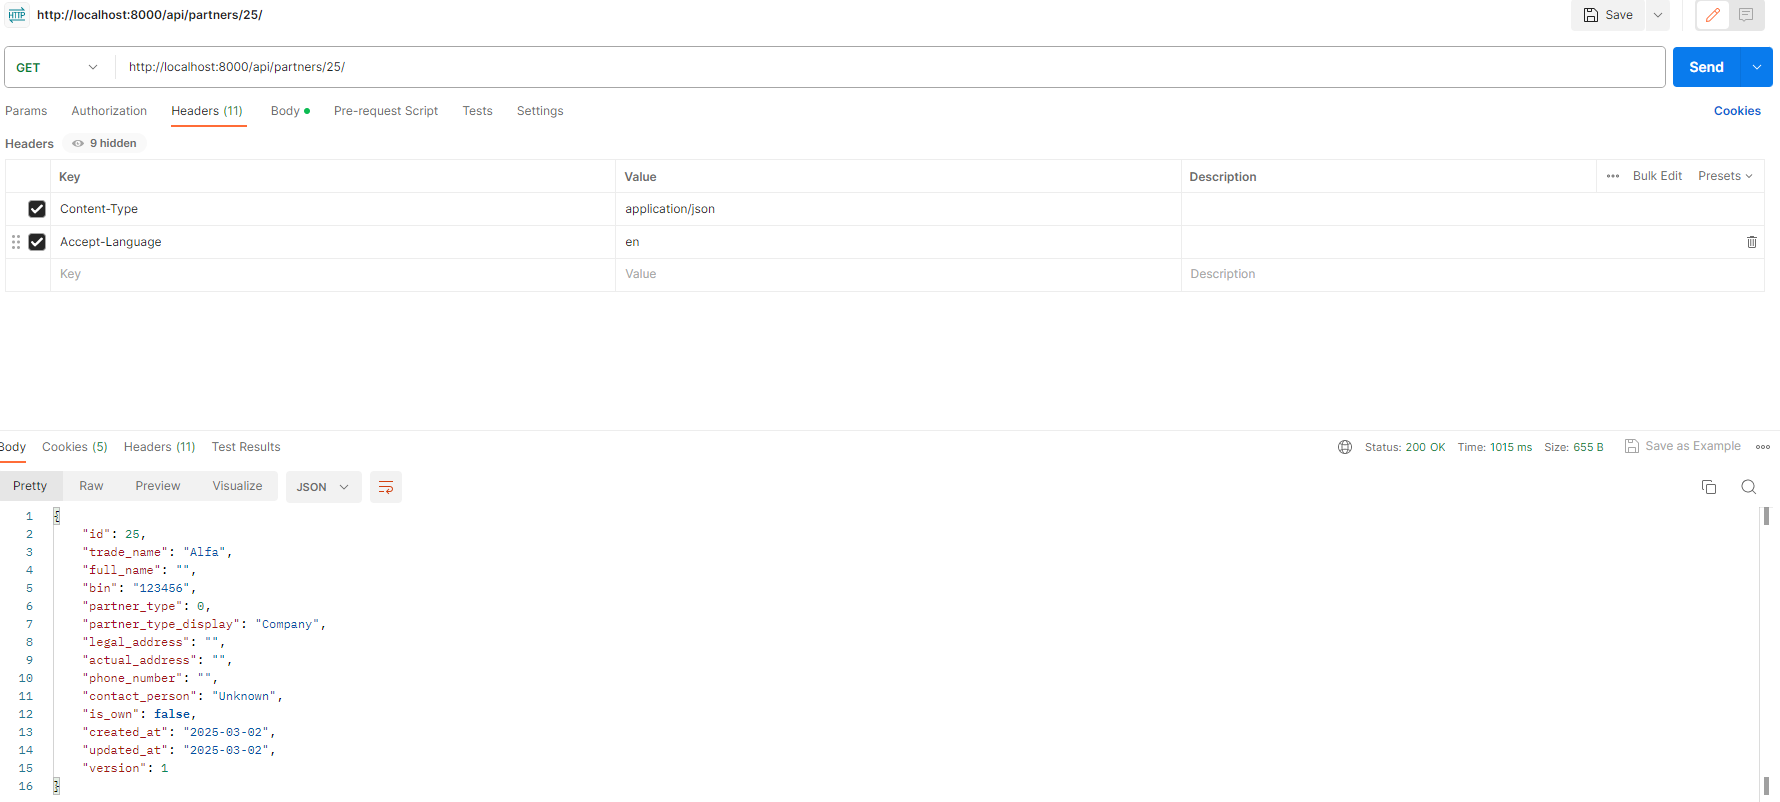 HTTP http://localhost:8000/api/partners/25/ Save
GET http://localhost:8000/api/partners/25/ Send
Params Authorization Headers (11) Body Pre-request Script Tests Settings Cookies
Headers 9 hidden
Key Value Description Bulk Edit Presets
Content-Type application/json
Accept-Language en
Key Value Description
Body Cookies (5) Headers (11) Test Results Status: 200 OK Time: 1015 ms Size: 655 B Save as Example
Pretty Raw Preview Visualize JSON
1 {
2 "id": 25,
3 "trade_name": "Alfa",
4 "full_name": "",
5 "bin": "123456",
6 "partner_type": 0,
7 "partner_type_display": "Company",
8 "legal_address": "",
9 "actual_address": "",
10 "phone_number": "",
11 "contact_person": "Unknown",
12 "is_own": false,
13 "created_at": "2025-03-02",
14 "updated_at": "2025-03-02",
15 "version": 1
16 }